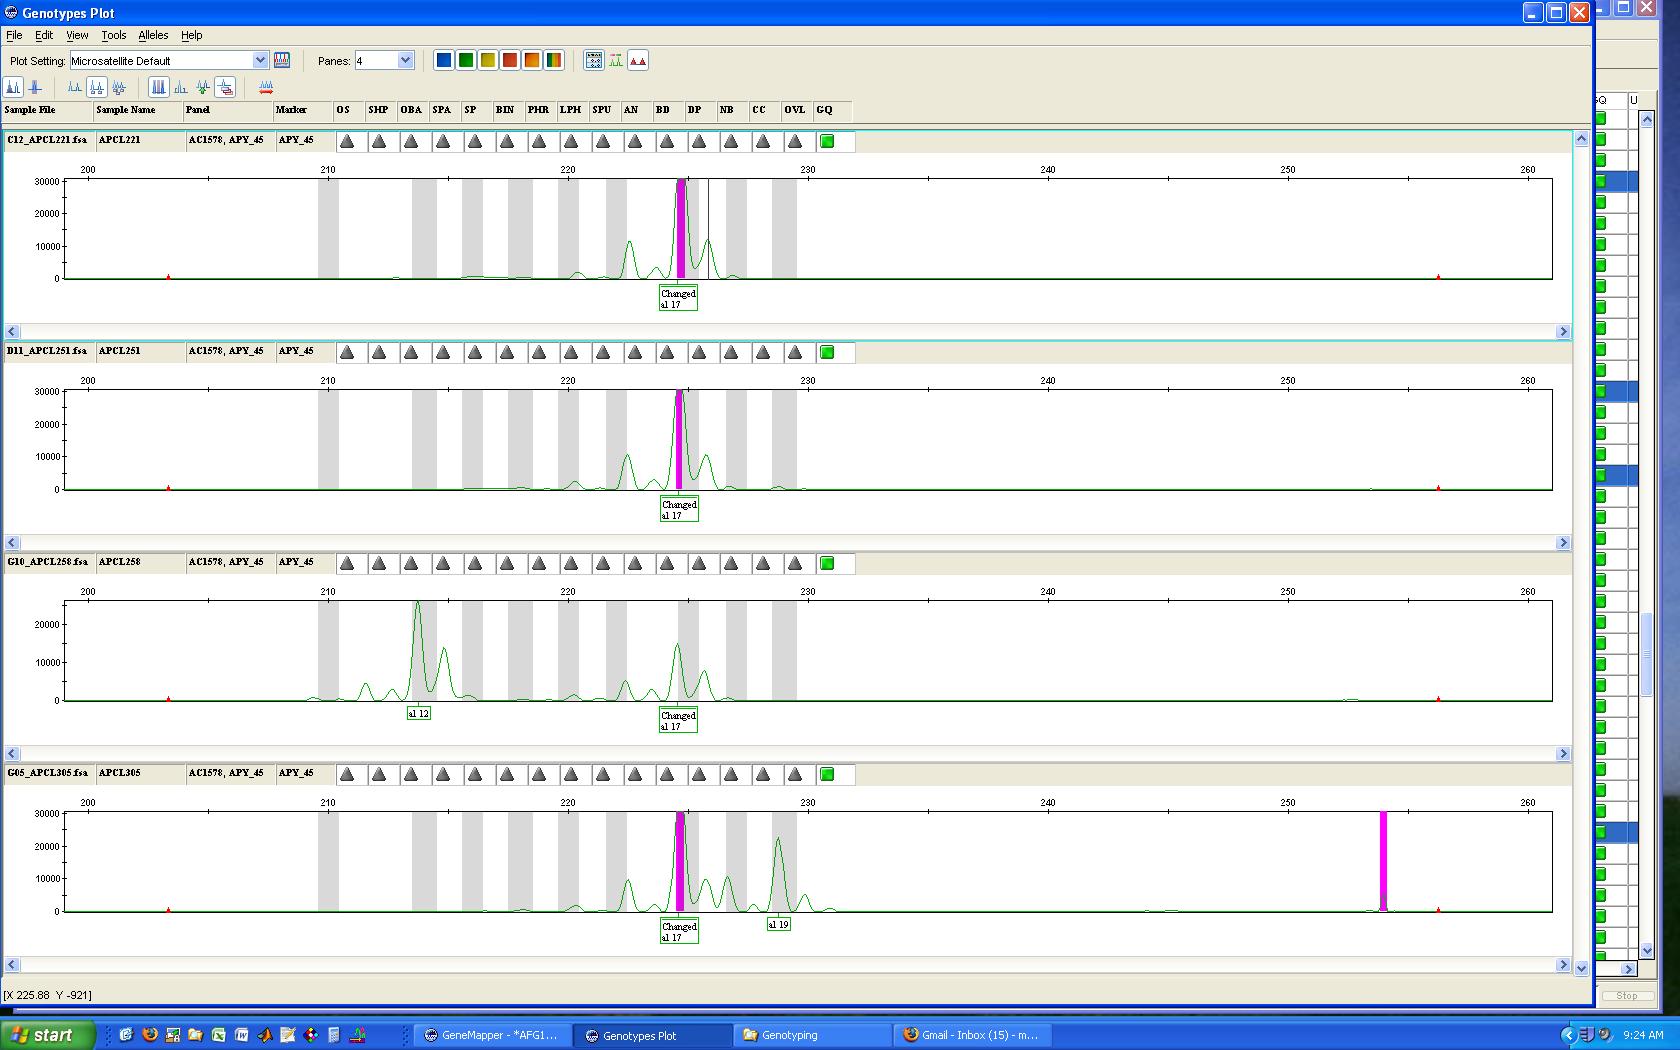 Genotypes Plot
File Edit View Tools Alleles Help
Plot Setting: Microsatellite Default Panes: 4
Sample File Sample Name Panel Marker OS SHP OBA SPA SP BIN PHR LPH SPU AN BD DP NB CC OVL GQ
GQ U
C12_APCL221.fsa APCL221 AC1578, APY_45 APY_45
200 210 220 230 240 250 260
30000
20000
10000
0
Changed
al 17
D11_APCL251.fsa APCL251 AC1578, APY_45 APY_45
200 210 220 230 240 250 260
30000
20000
10000
0
Changed
al 17
G10_APCL258.fsa APCL258 AC1578, APY_45 APY_45
200 210 220 230 240 250 260
20000
10000
0
al 12
Changed
al 17
G05_APCL305.fsa APCL305 AC1578, APY_45 APY_45
200 210 220 230 240 250 260
30000
20000
10000
0
Changed
al 17
al 19
[X 225.88 Y -921]
Stop
start GeneMapper - *AFG1... Genotypes Plot Genotyping Gmail - Inbox (15) - m... 9:24 AM